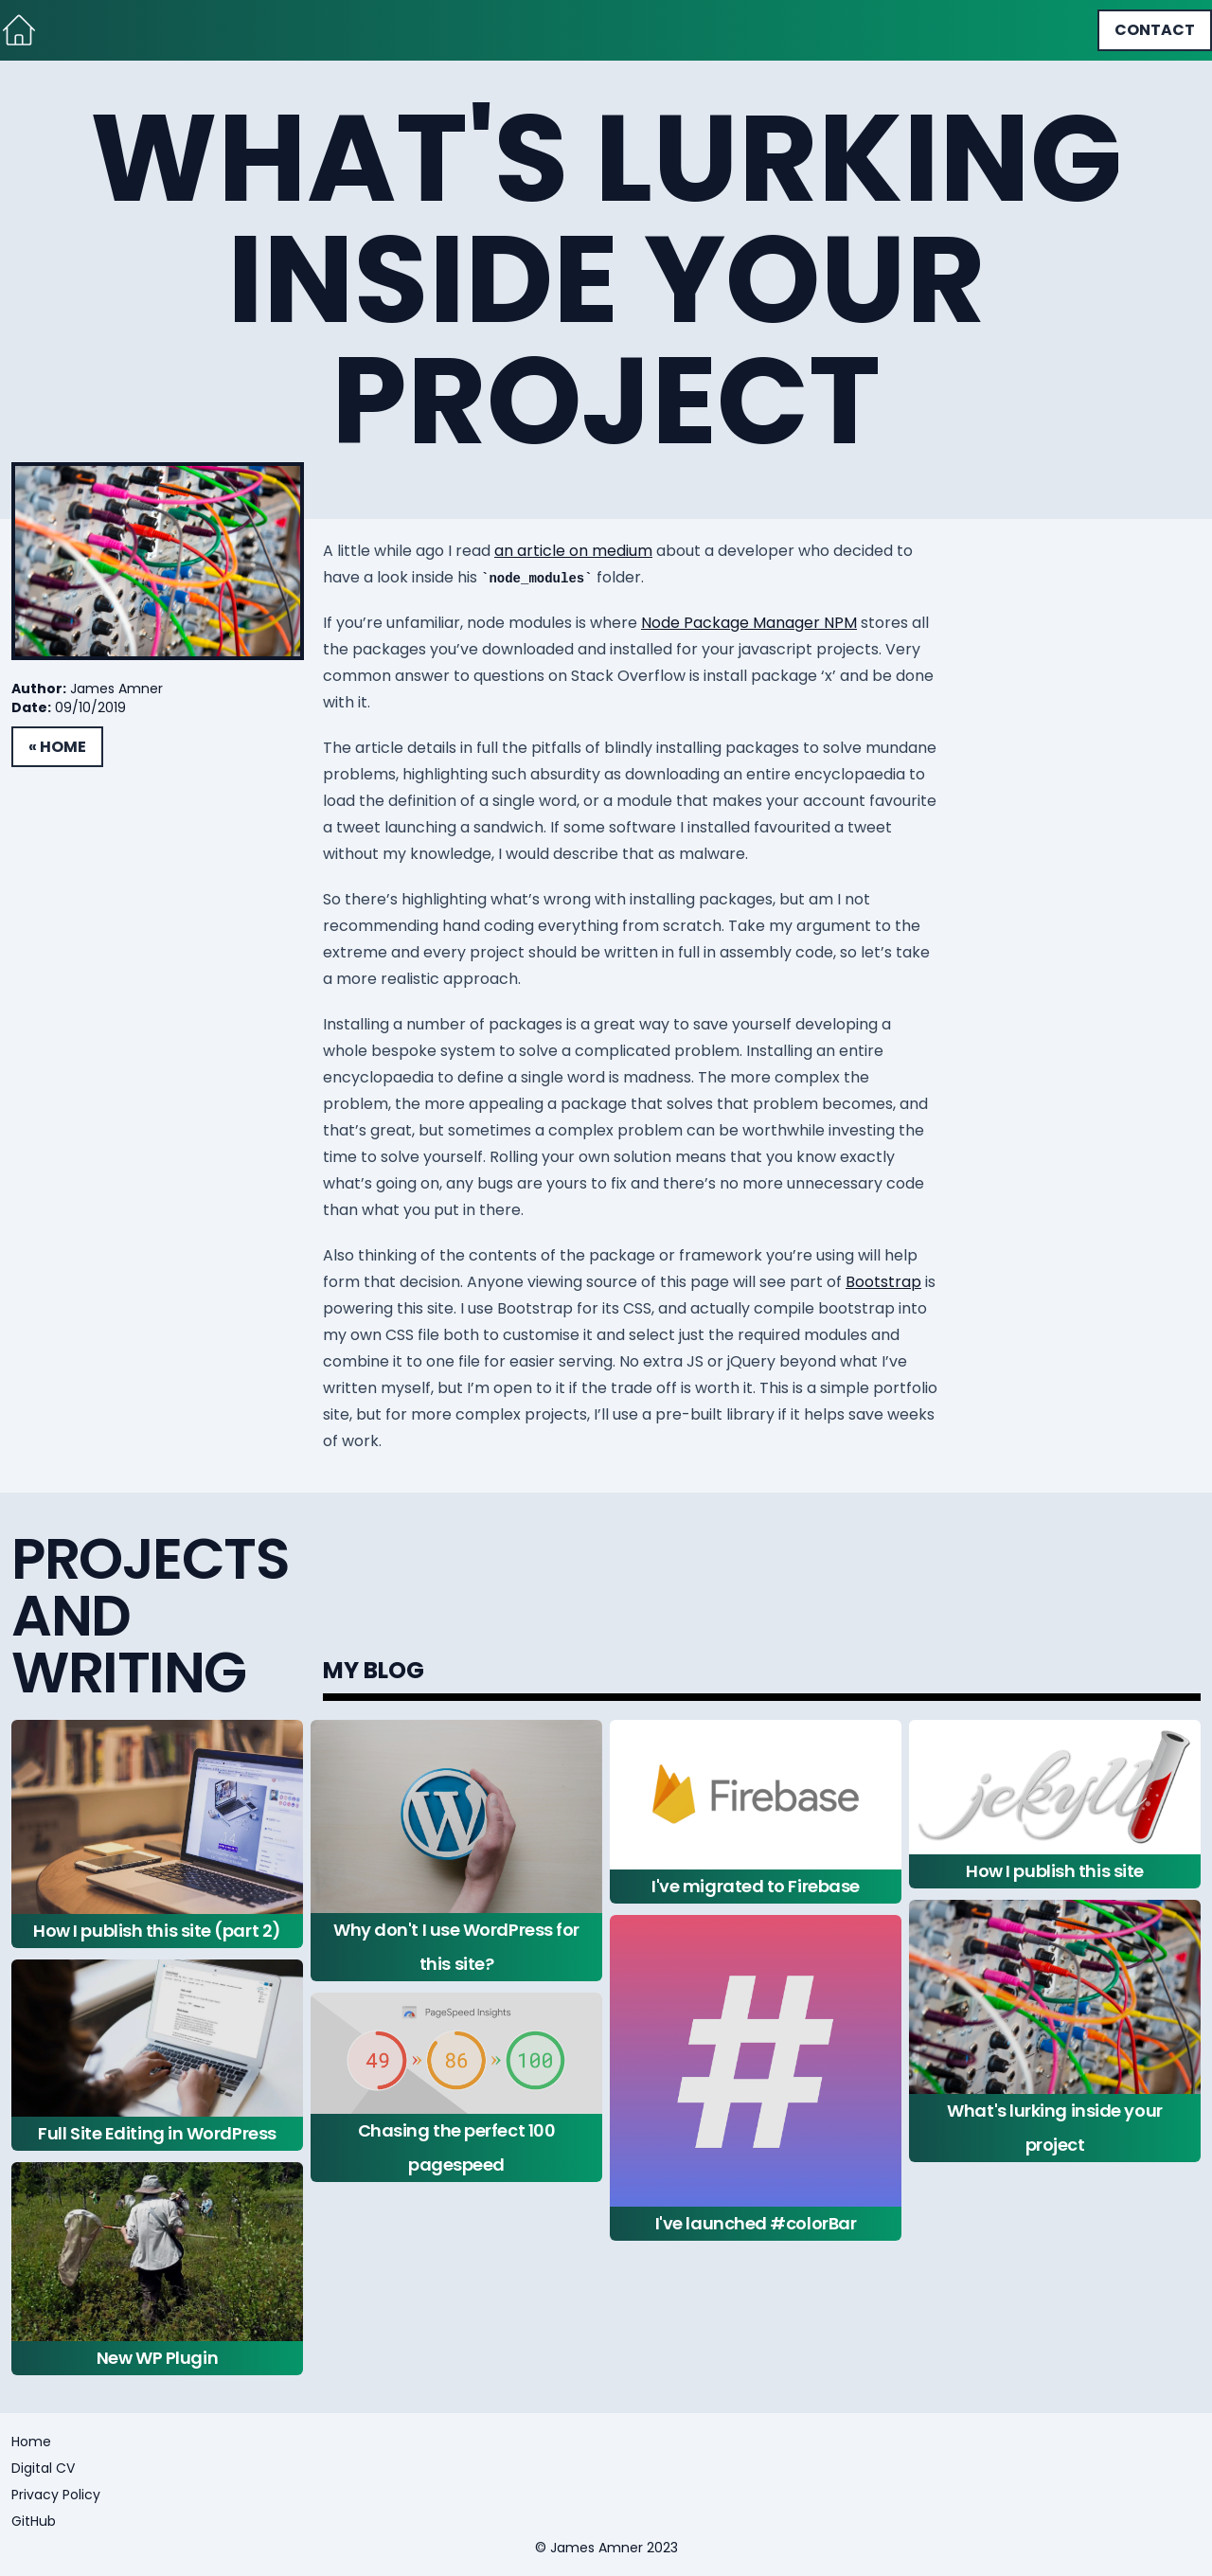 CONTACT
WHAT'S LURKING
INSIDE YOUR
PROJECT
Author: James Amner
Date: 09/10/2019
« HOME
A little while ago I read an article on medium about a developer who decided to
have a look inside his `node_modules` folder.
If you’re unfamiliar, node modules is where Node Package Manager NPM stores all
the packages you’ve downloaded and installed for your javascript projects. Very
common answer to questions on Stack Overflow is install package ‘x’ and be done
with it.
The article details in full the pitfalls of blindly installing packages to solve mundane
problems, highlighting such absurdity as downloading an entire encyclopaedia to
load the definition of a single word, or a module that makes your account favourite
a tweet launching a sandwich. If some software I installed favourited a tweet
without my knowledge, I would describe that as malware.
So there’s highlighting what’s wrong with installing packages, but am I not
recommending hand coding everything from scratch. Take my argument to the
extreme and every project should be written in full in assembly code, so let’s take
a more realistic approach.
Installing a number of packages is a great way to save yourself developing a
whole bespoke system to solve a complicated problem. Installing an entire
encyclopaedia to define a single word is madness. The more complex the
problem, the more appealing a package that solves that problem becomes, and
that’s great, but sometimes a complex problem can be worthwhile investing the
time to solve yourself. Rolling your own solution means that you know exactly
what’s going on, any bugs are yours to fix and there’s no more unnecessary code
than what you put in there.
Also thinking of the contents of the package or framework you’re using will help
form that decision. Anyone viewing source of this page will see part of Bootstrap is
powering this site. I use Bootstrap for its CSS, and actually compile bootstrap into
my own CSS file both to customise it and select just the required modules and
combine it to one file for easier serving. No extra JS or jQuery beyond what I’ve
written myself, but I’m open to it if the trade off is worth it. This is a simple portfolio
site, but for more complex projects, I’ll use a pre-built library if it helps save weeks
of work.
PROJECTS
AND
WRITING
MY BLOG
How I publish this site (part 2)
Full Site Editing in WordPress
New WP Plugin
Why don't I use WordPress for
this site?
PageSpeed Insights
49 » 86 » 100
Chasing the perfect 100
pagespeed
Firebase
I've migrated to Firebase
#
I've launched #colorBar
jekyll
How I publish this site
What's lurking inside your
project
Home
Digital CV
Privacy Policy
GitHub
© James Amner 2023